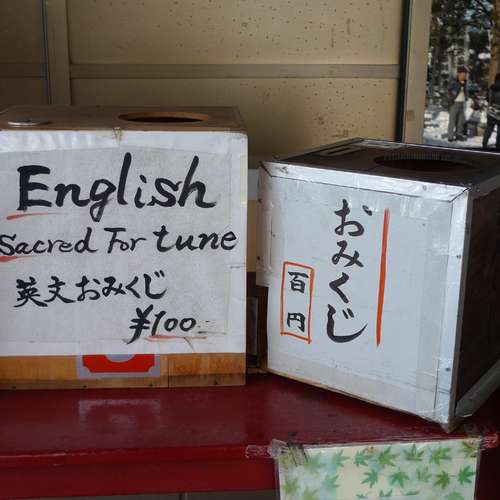 English
Sacred For tune
英文おみくじ
¥100
おみくじ
百円